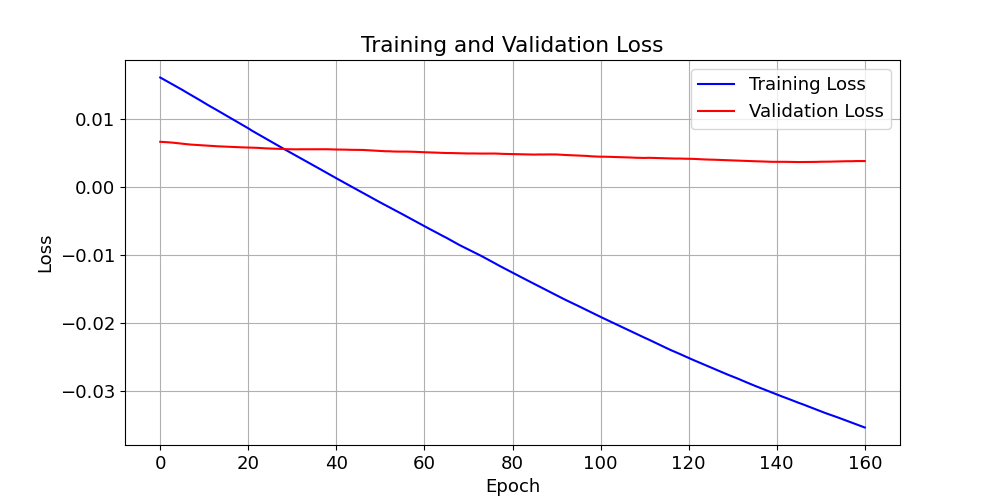 Training and Validation Loss
Training Loss
Validation Loss
0.01
0.00
−0.01
−0.02
−0.03
Loss
0 20 40 60 80 100 120 140 160
Epoch